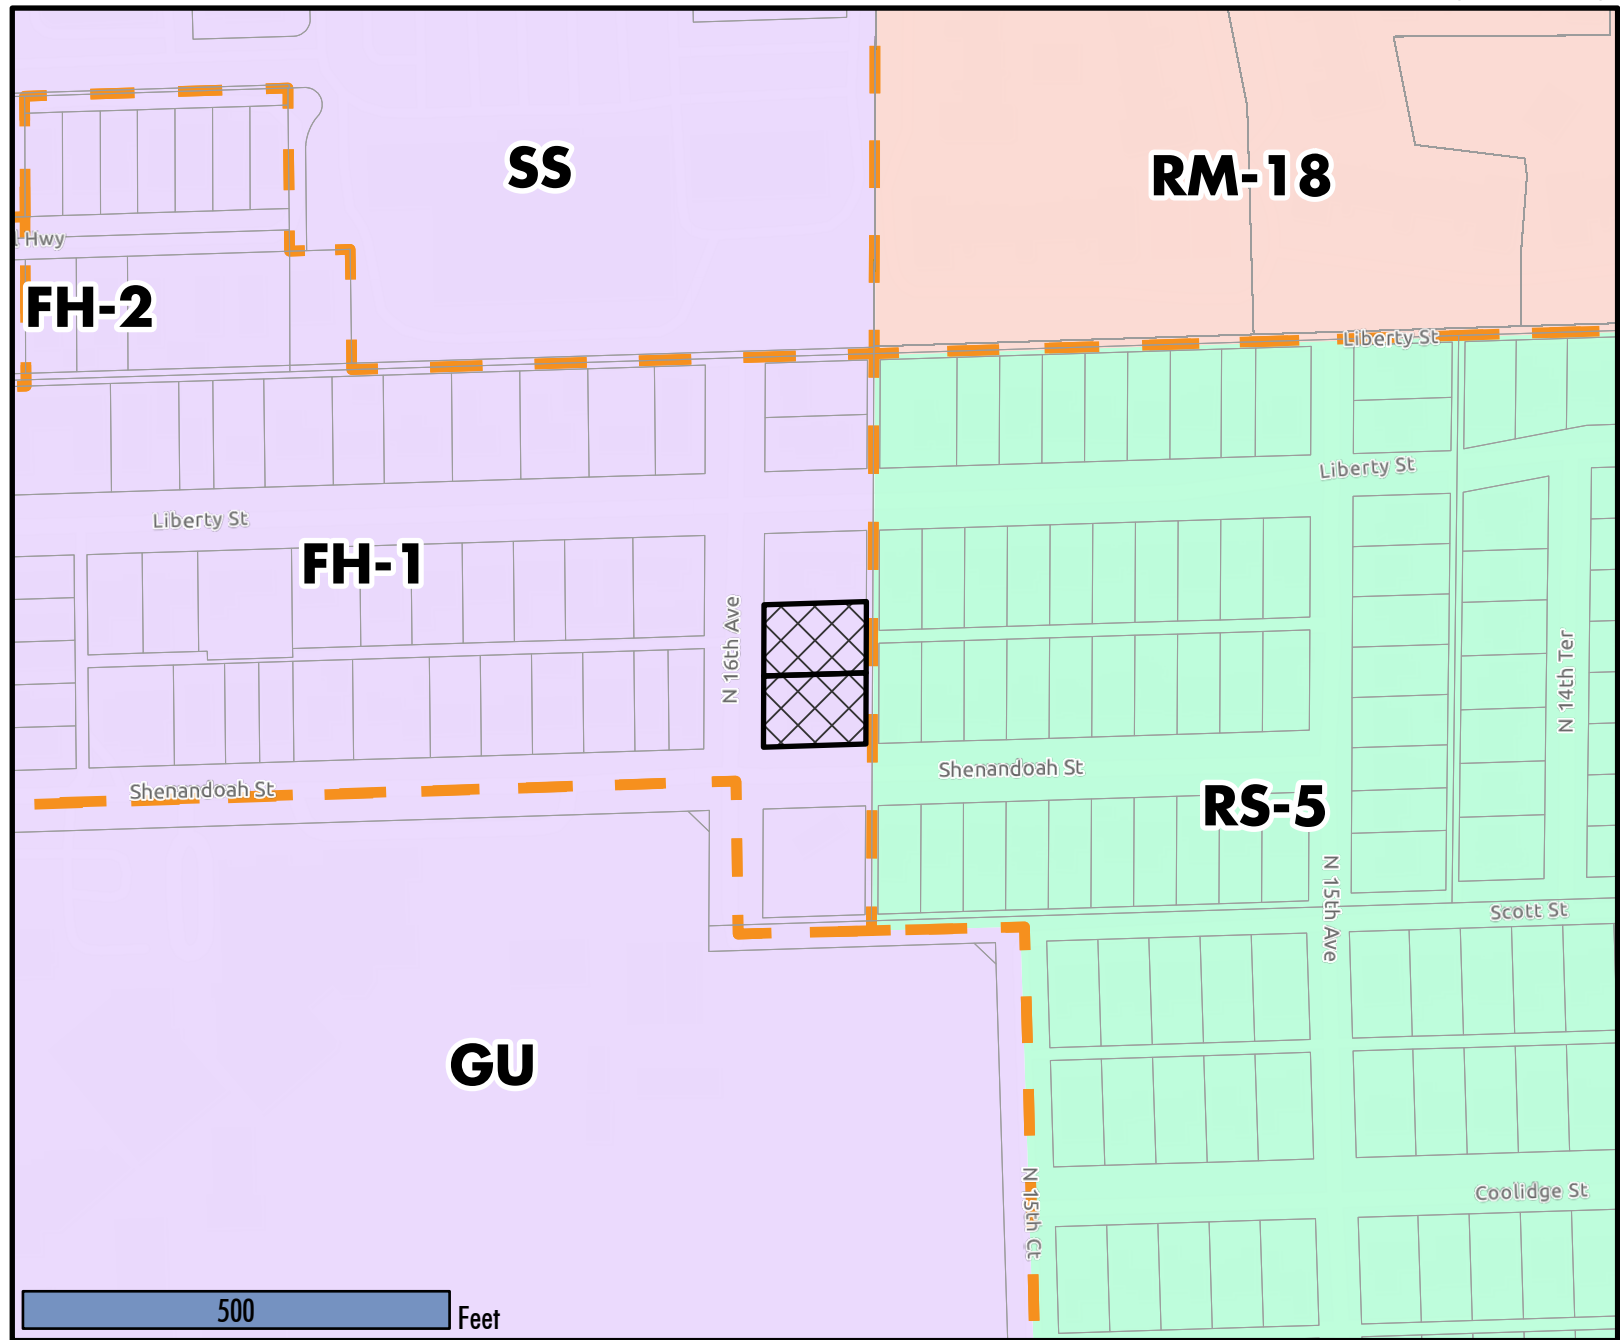 SS
RM-18
l Hwy
FH-2
Liberty St
Liberty St
Liberty St
FH-1
N 16th Ave
N 14th Ter
Shenandoah St
Shenandoah St
RS-5
N 15th Ave
Scott St
GU
N 15th Ct
Coolidge St
500
Feet